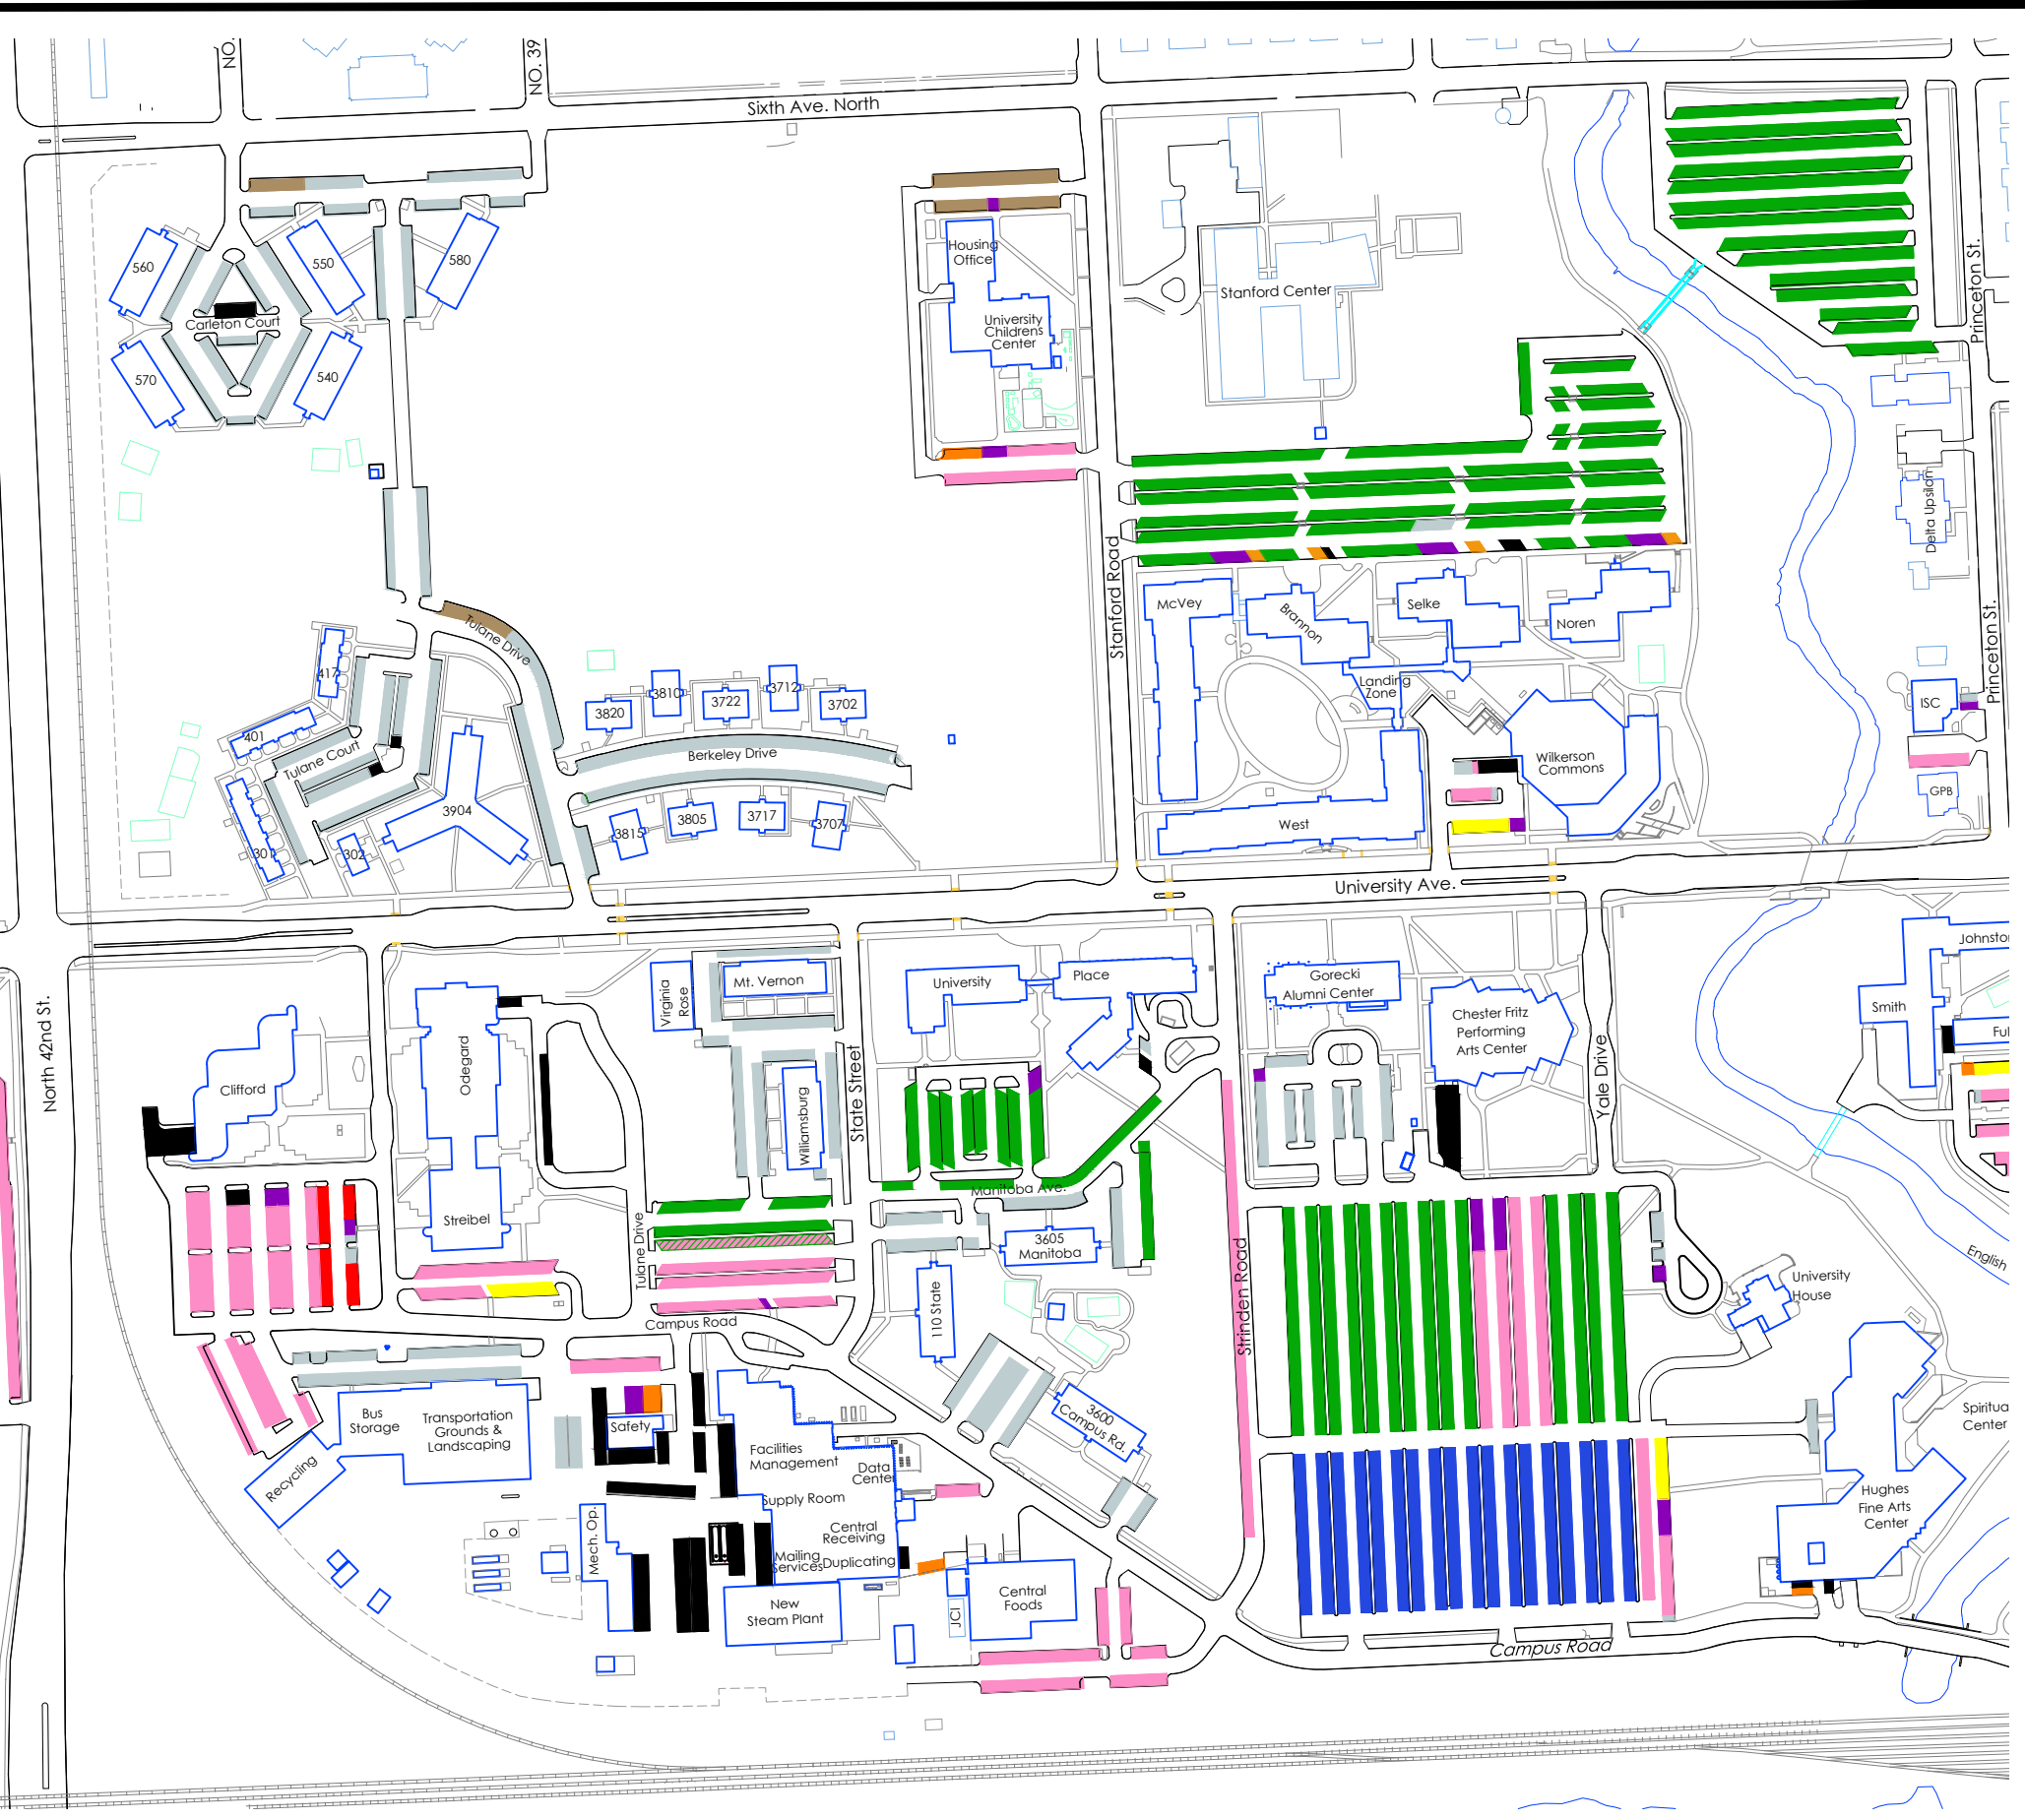 NO.
NO. 39
Sixth Ave. North
560
550
580
Carleton Court
570
540
Housing
Office
University
Childrens
Center
Stanford Center
Princeton St.
Delta Upsilon
Stanford Road
Tulane Drive
McVey
Brannon
Selke
Noren
Landing
Zone
Princeton St.
417
401
Tulane Court
301
302
3904
3820
3810
3722
3712
3702
Berkeley Drive
3815
3805
3717
3707
West
Wilkerson
Commons
ISC
GPB
University Ave.
North 42nd St.
Clifford
Odegard
Streibel
Virginia
Rose
Mt. Vernon
Williamsburg
State Street
University
Place
Gorecki
Alumni Center
Chester Fritz
Performing
Arts Center
Yale Drive
Johnsto
Smith
Ful
English
Manitoba Ave.
3605
Manitoba
Tulane Drive
110 State
Strinden Road
University
House
Campus Road
Bus
Storage
Transportation
Grounds &
Landscaping
Recycling
Safety
Facilities
Management
Data
Center
Supply Room
Central
Receiving
Mailing
Services
Duplicating
Mech. Op.
New
Steam Plant
3600
Campus Rd.
JCI
Central
Foods
Spiritua
Center
Hughes
Fine Arts
Center
Campus Road